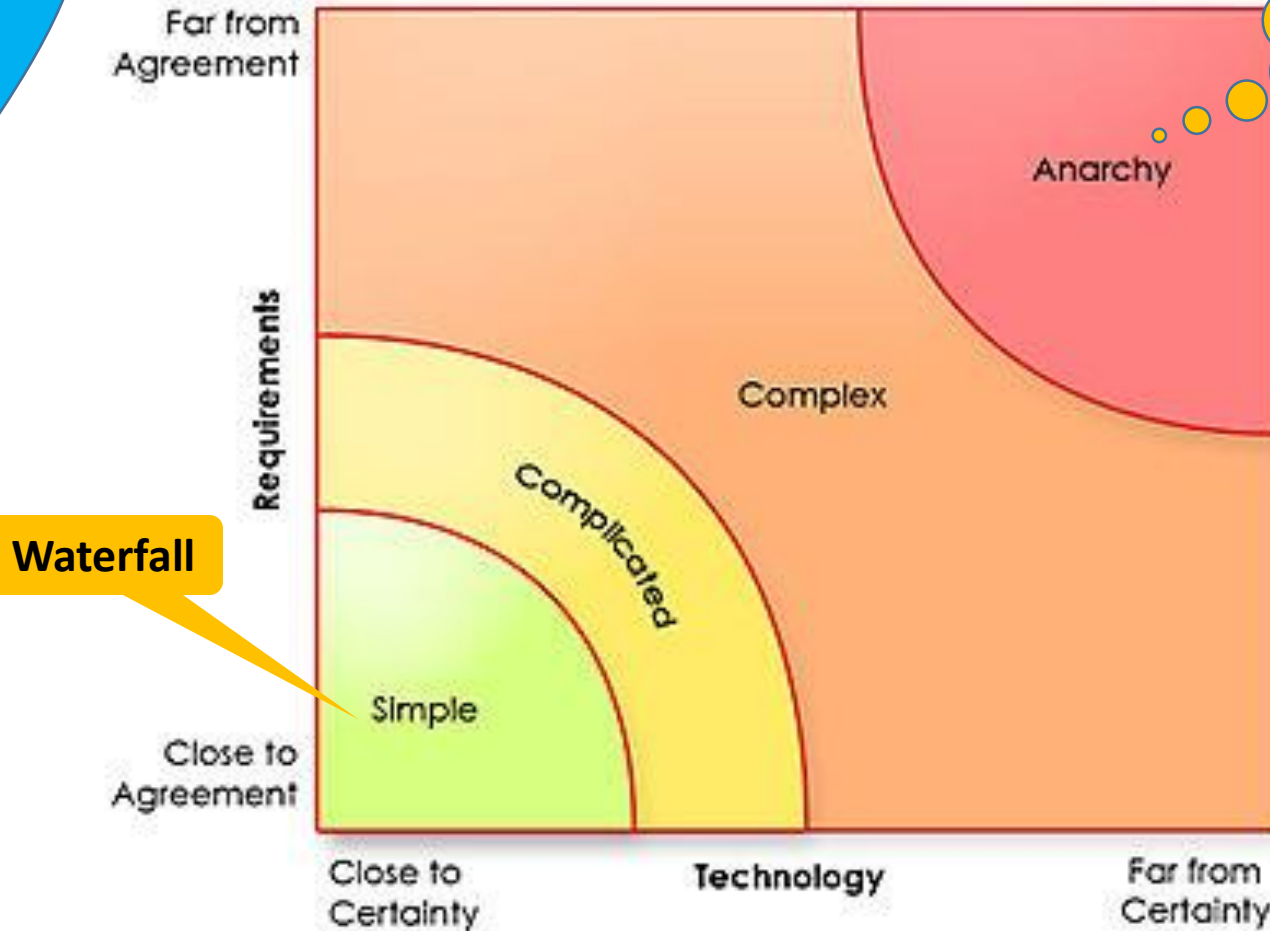 Far from
Agreement
Anarchy
Requirements
Complex
Complicated
Waterfall
Simple
Close to
Agreement
Close to
Certainty
Technology
Far from
Certainty